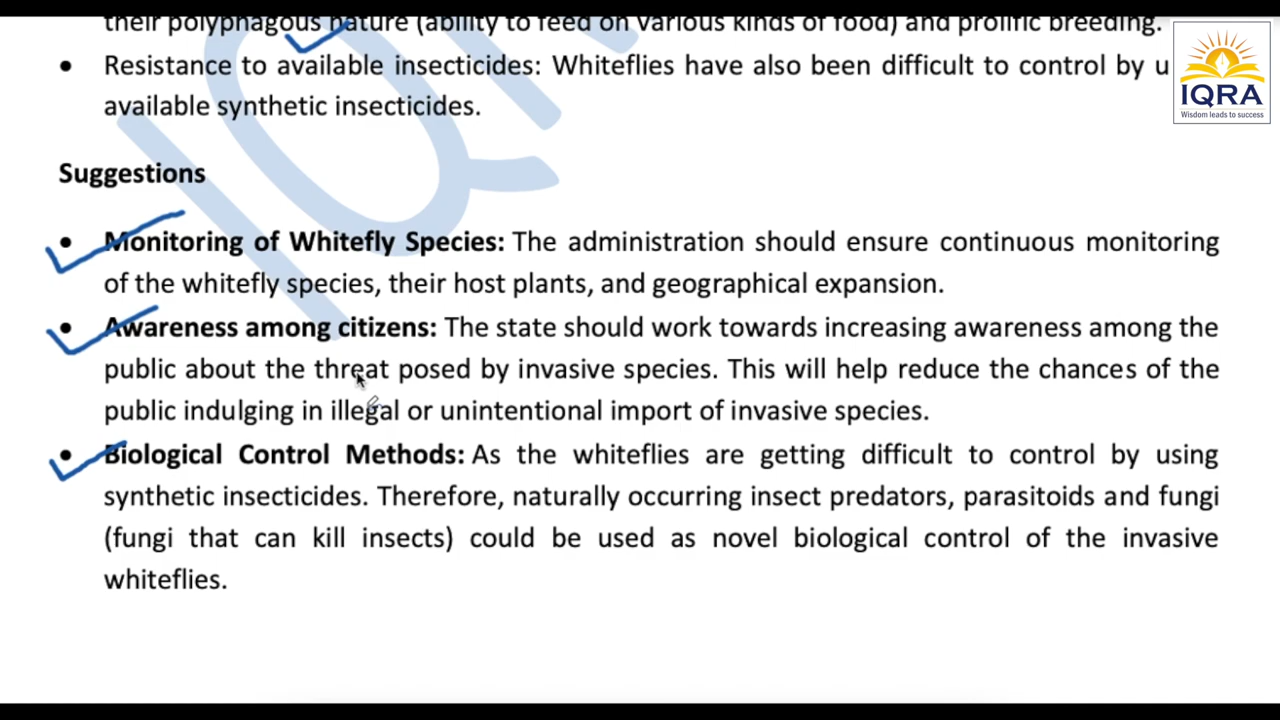 their polyphagous nature (ability to feed on various kinds of food) and prolific breeding.
• Resistance to available insecticides: Whiteflies have also been difficult to control by u
available synthetic insecticides.
IQRA
Wisdom leads to success
Suggestions
• Monitoring of Whitefly Species: The administration should ensure continuous monitoring
of the whitefly species, their host plants, and geographical expansion.
• Awareness among citizens: The state should work towards increasing awareness among the
public about the threat posed by invasive species. This will help reduce the chances of the
public indulging in illegal or unintentional import of invasive species.
• Biological Control Methods: As the whiteflies are getting difficult to control by using
synthetic insecticides. Therefore, naturally occurring insect predators, parasitoids and fungi
(fungi that can kill insects) could be used as novel biological control of the invasive
whiteflies.